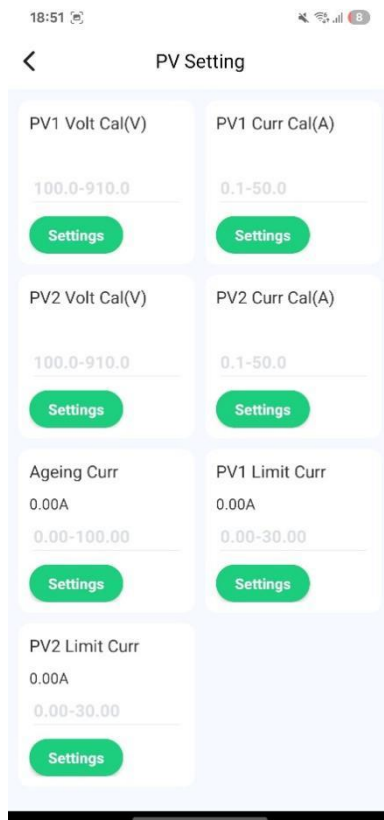 18:51
8
PV Setting
PV1 Volt Cal(V)
100.0-910.0
Settings
PV1 Curr Cal(A)
0.1-50.0
Settings
PV2 Volt Cal(V)
100.0-910.0
Settings
PV2 Curr Cal(A)
0.1-50.0
Settings
Ageing Curr
0.00A
0.00-100.00
Settings
PV1 Limit Curr
0.00A
0.00-30.00
Settings
PV2 Limit Curr
0.00A
0.00-30.00
Settings